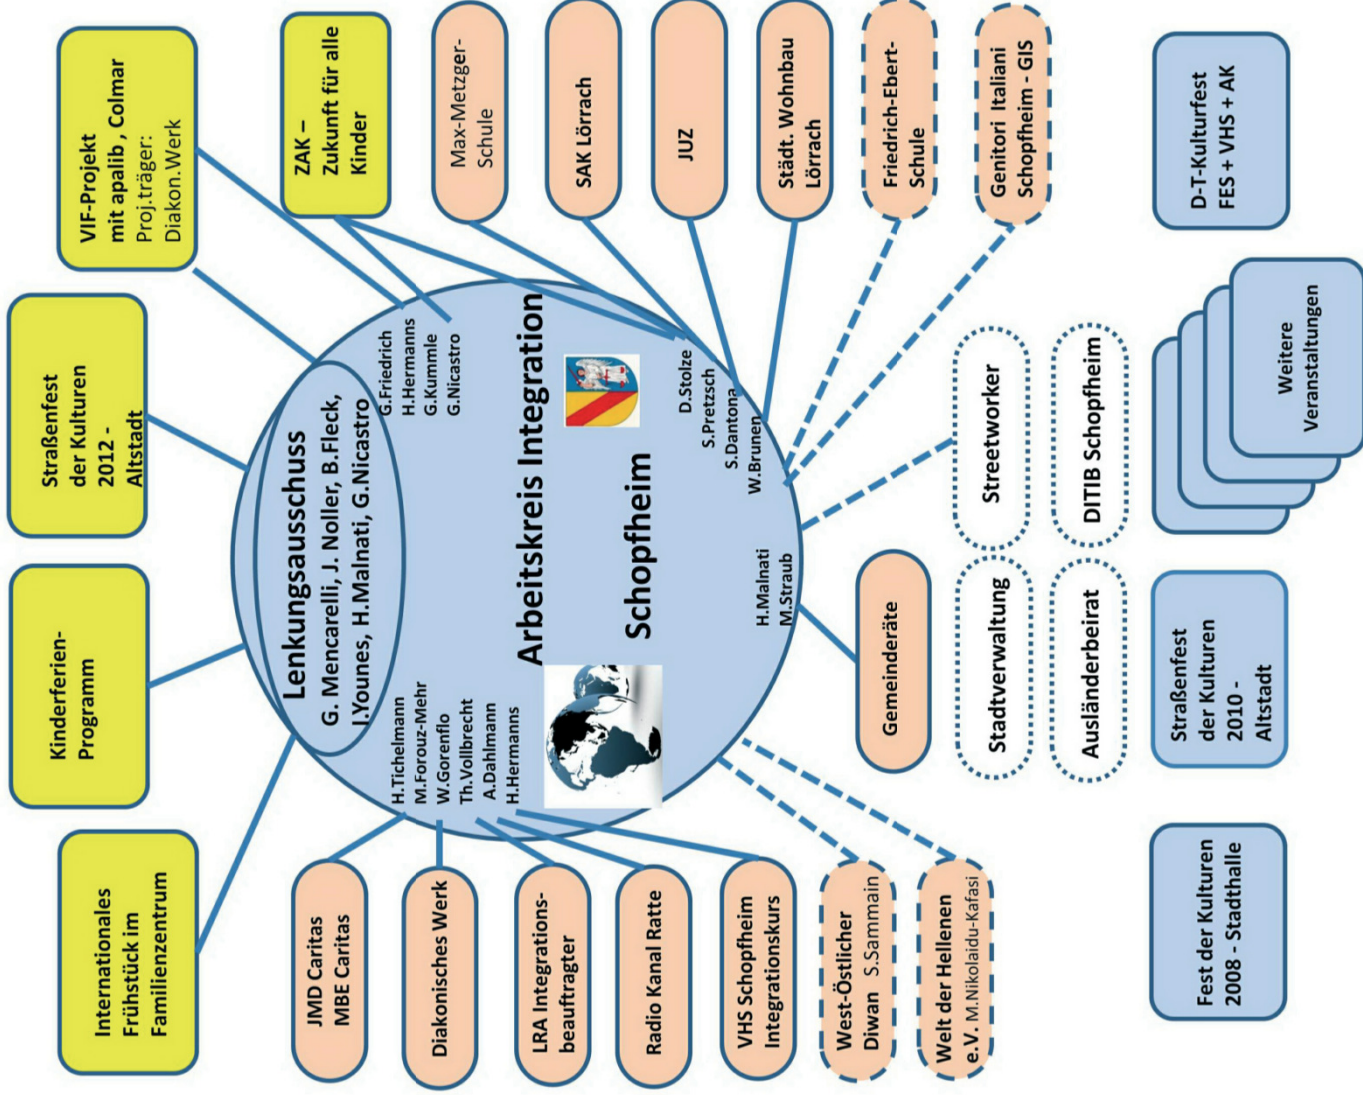 Internationales
Frühstück im
Familienzentrum
Kinderferien-
Programm
Straßenfest
der Kulturen
2012 -
Altstadt
VIF-Projekt
mit apalib , Colmar
Proj.träger:
Diakon.Werk
ZAK –
Zukunft für alle
Kinder
Lenkungsausschuss
G. Mencarelli, J. Noller, B.Fleck,
J.Younes, H.Malnati, G.Nicastro
H.Tichelmann
M.Forouz-Mehr
W.Gorenflo
Th.Vollbrecht
A.Dahlmann
H.Hermanns
G.Friedrich
H.Hermanns
G.Kummle
G.Nicastro
Arbeitskreis Integration
Schopfheim
D.Stolze
S.Pretzsch
S.Dantona
W.Brunen
H.Malnati
M.Straub
JMD Caritas
MBE Caritas
Diakonisches Werk
LRA Integrations-
beauftragter
Radio Kanal Ratte
VHS Schopfheim
Integrationskurs
West-Östlicher
Diwan S.Sammain
Welt der Hellenen
e.V. M.Nikolaidu-Kafasi
Max-Metzger-
Schule
SAK Lörrach
JUZ
Städt. Wohnbau
Lörrach
Friedrich-Ebert-
Schule
Genitori Italiani
Schopfheim - GIS
Gemeinderäte
Stadtverwaltung
Streetworker
Ausländerbeirat
DITIB Schopfheim
Fest der Kulturen
2008 - Stadthalle
Straßenfest
der Kulturen
2010 -
Altstadt
Weitere
Veranstaltungen
D-T-Kulturfest
FES + VHS + AK